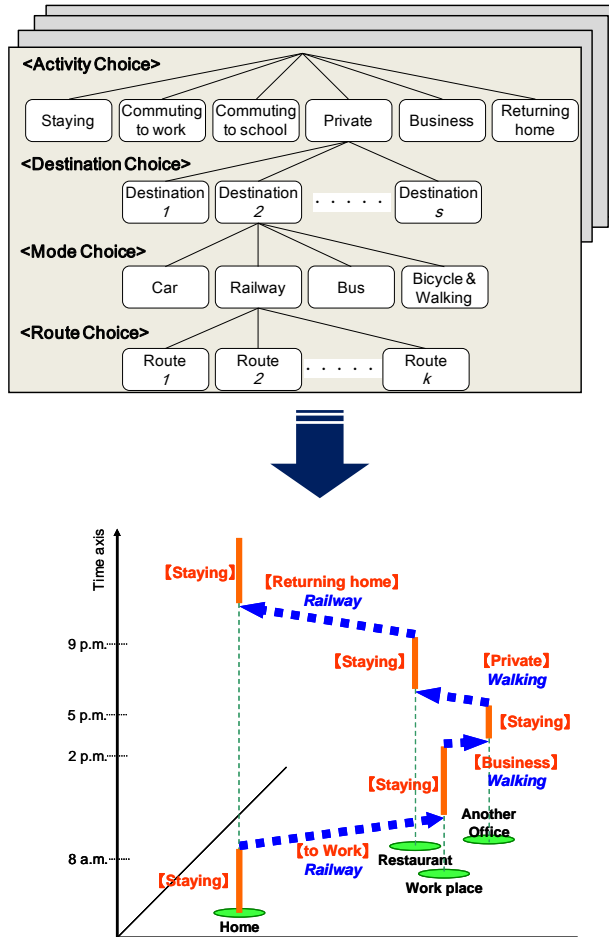 <Activity Choice>
Staying
Commuting
to work
Commuting
to school
Private
Business
Returning
home
<Destination Choice>
Destination
1
Destination
2
. . . . .
Destination
s
<Mode Choice>
Car
Railway
Bus
Bicycle &
Walking
<Route Choice>
Route
1
Route
2
. . . . .
Route
k
Time axis
【Staying】
【Returning home】
Railway
9 p.m.
【Staying】
【Private】
Walking
5 p.m.
【Staying】
2 p.m.
【Business】
Walking
【Staying】
Another
Office
8 a.m.
【to Work】
Railway
Restaurant
【Staying】
Work place
Home